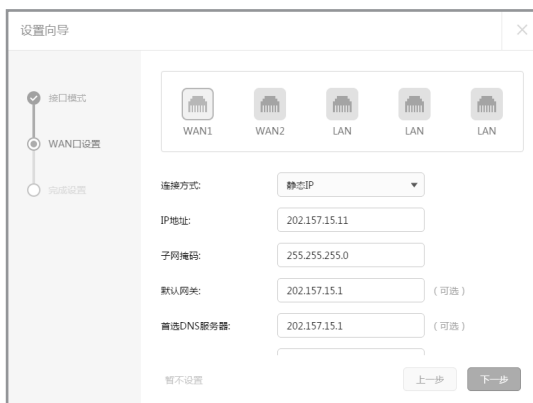 设置向导
接口模式
WAN口设置
完成设置
WAN1 WAN2 LAN LAN LAN
连接方式: 静态IP
IP地址: 202.157.15.11
子网掩码: 255.255.255.0
默认网关: 202.157.15.1 (可选)
首选DNS服务器: 202.157.15.1 (可选)
暂不设置 上一步 下一步